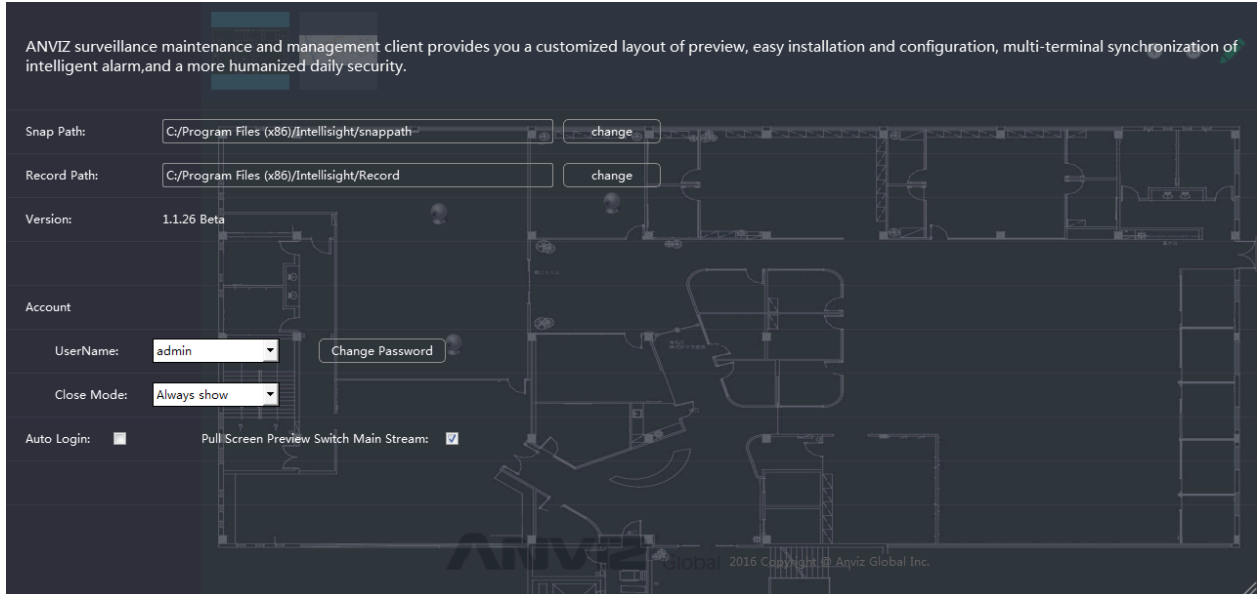 ANVIZ surveillance maintenance and management client provides you a customized layout of preview, easy installation and configuration, multi-terminal synchronization of
intelligent alarm,and a more humanized daily security.
Snap Path: C:/Program Files (x86)/Intellisight/snappath change
Record Path: C:/Program Files (x86)/Intellisight/Record change
Version: 1.1.26 Beta
Account
UserName: admin Change Password
Close Mode: Always show
Auto Login: Pull Screen Preview Switch Main Stream:
ANVIZ Global 2016 Copyright @ Anviz Global Inc.